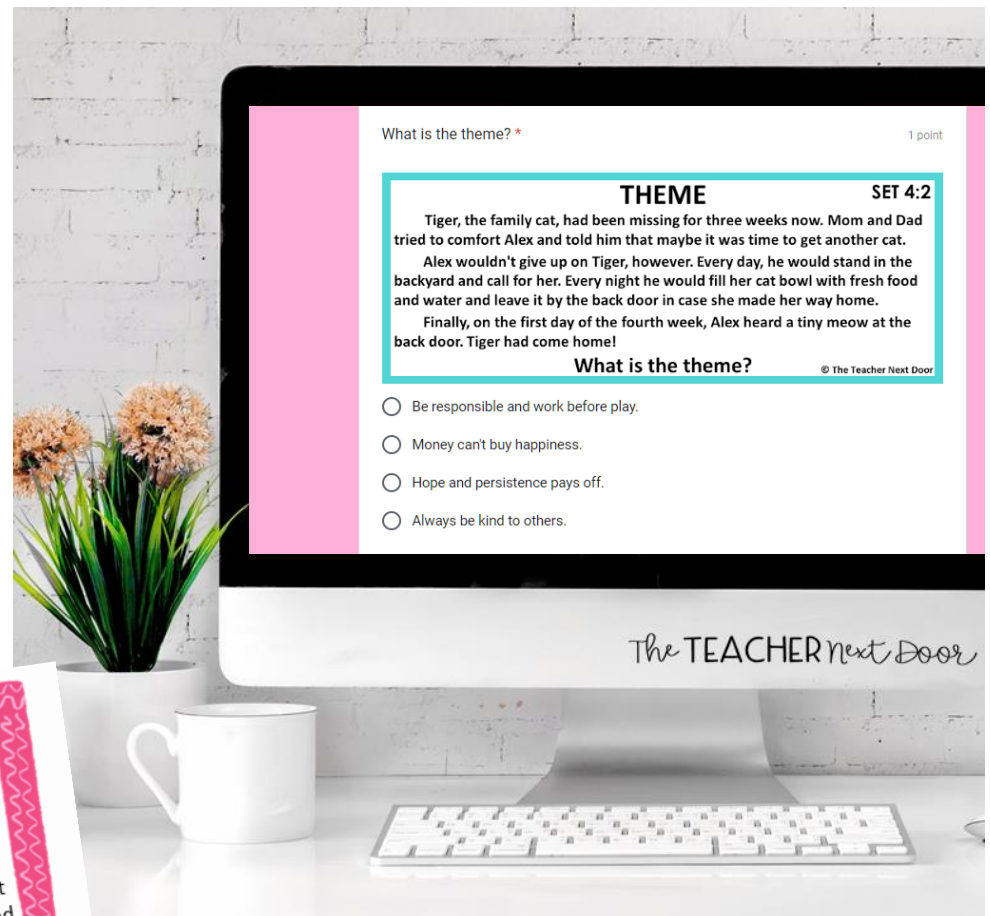 What is the theme? *
1 point
THEME
SET 4:2
Tiger, the family cat, had been missing for three weeks now. Mom and Dad
tried to comfort Alex and told him that maybe it was time to get another cat.
Alex wouldn't give up on Tiger, however. Every day, he would stand in the
backyard and call for her. Every night he would fill her cat bowl with fresh food
and water and leave it by the back door in case she made her way home.
Finally, on the first day of the fourth week, Alex heard a tiny meow at the
back door. Tiger had come home!
What is the theme?
© The Teacher Next Door
Be responsible and work before play.
Money can't buy happiness.
Hope and persistence pays off.
Always be kind to others.
The TEACHER next Door